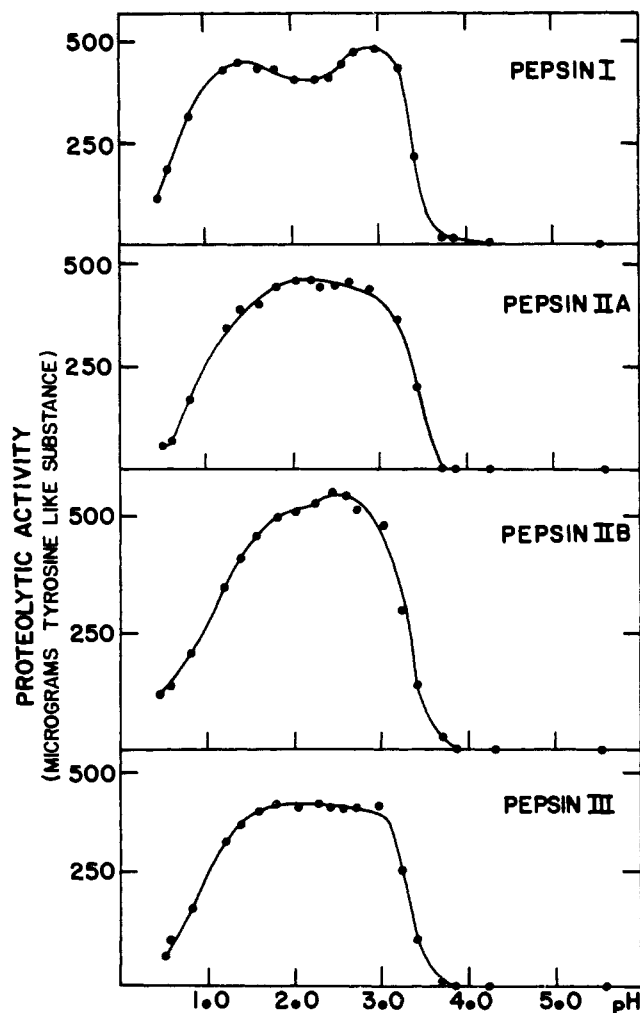 500
250
PEPSIN I
500
250
PEPSIN IIA
500
250
PEPSIN IIB
500
250
PEPSIN III
1.0 2.0 3.0 4.0 5.0 pH
PROTEOLYTIC ACTIVITY
(MICROGRAMS TYROSINE LIKE SUBSTANCE)